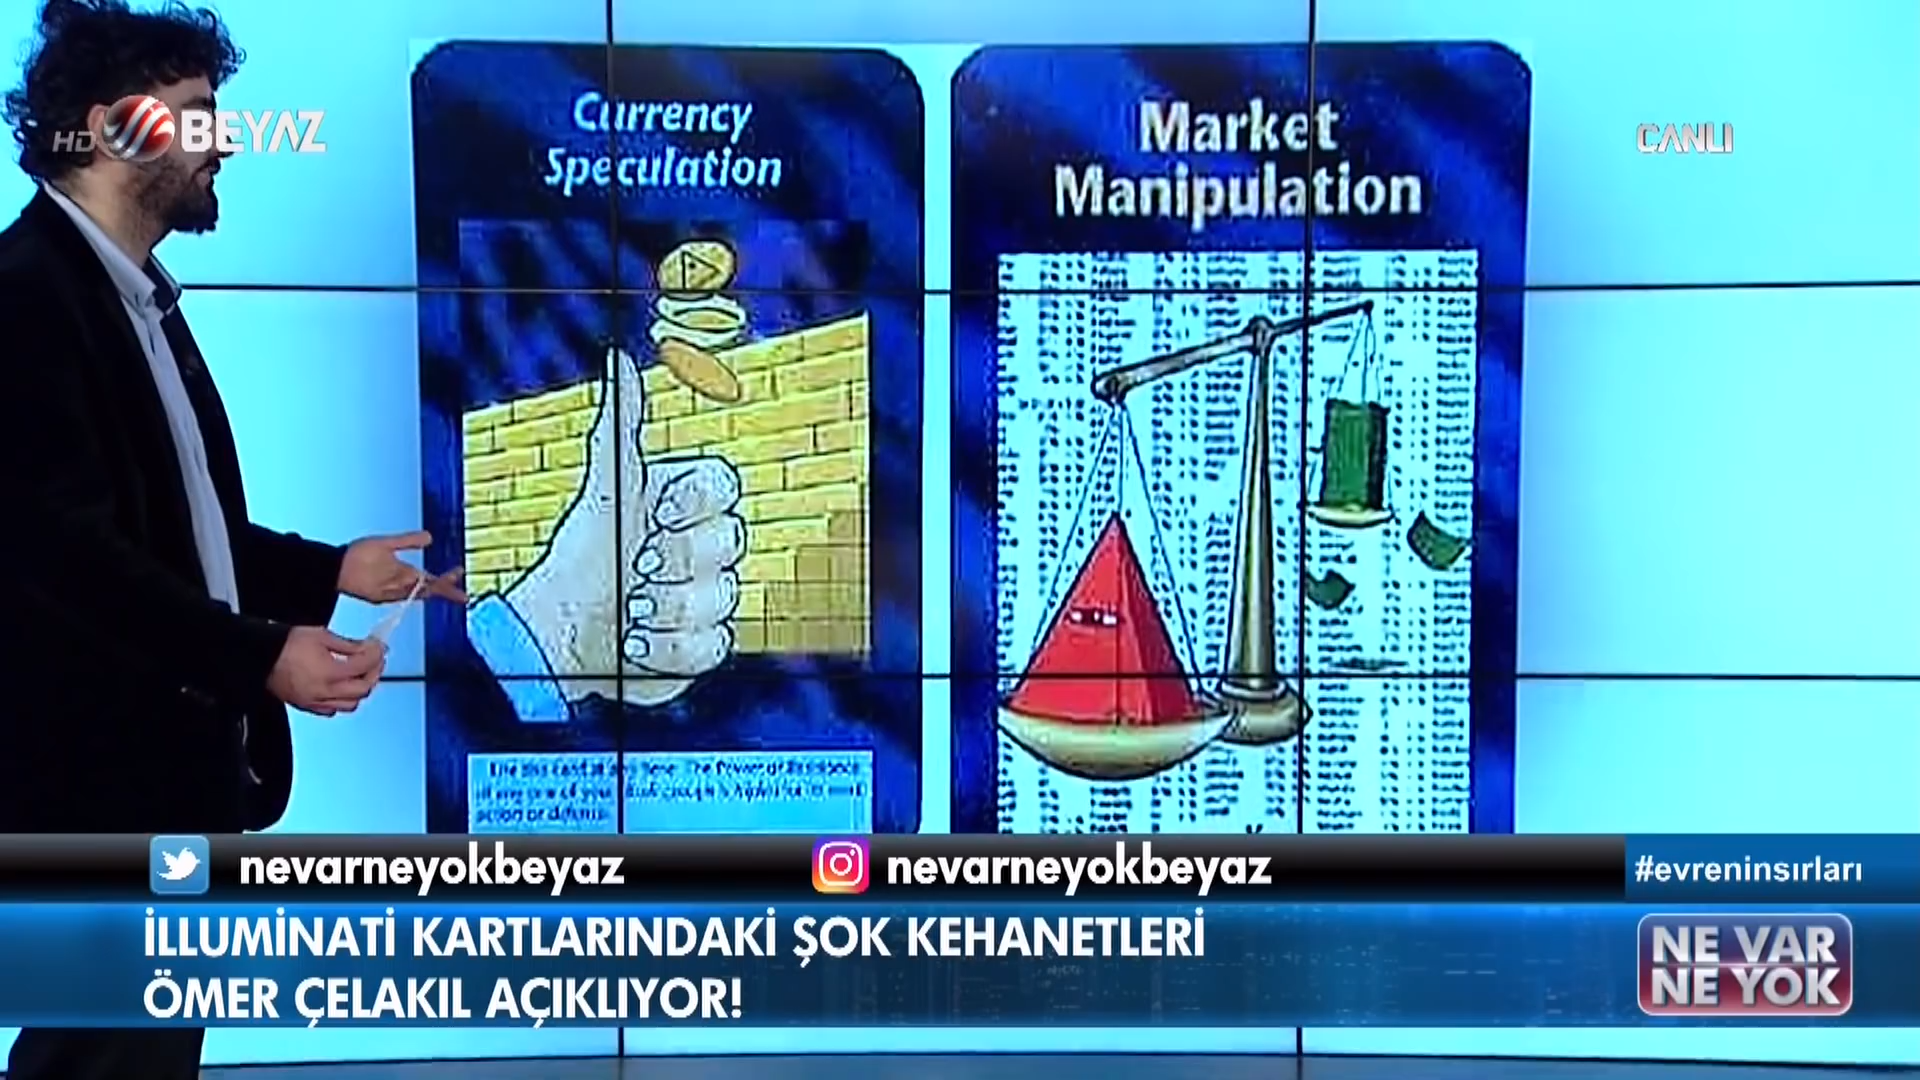 HD BEYAZ
CANLI
Currency
Speculation
Market
Manipulation
nevarneyokbeyaz
nevarneyokbeyaz
#evreninsırları
İLLUMİNATİ KARTLARINDAKİ ŞOK KEHANETLERİ
ÖMER ÇELAKIL AÇIKLIYOR!
NE VAR
NE YOK